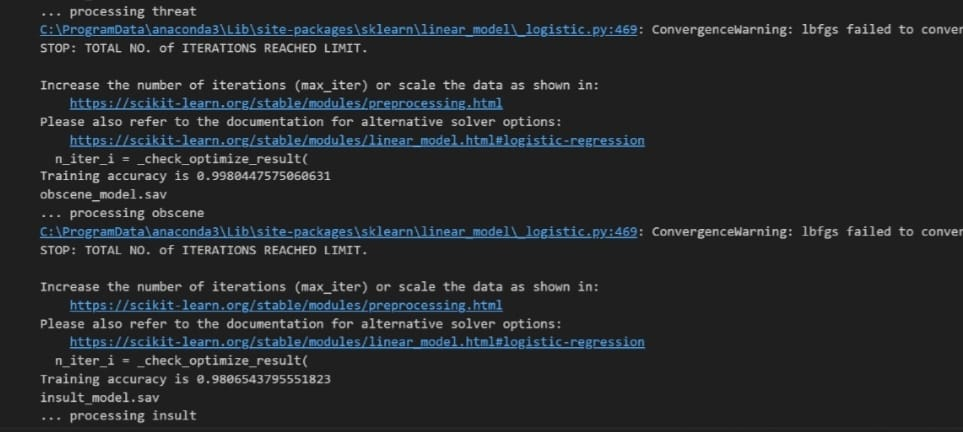 ... processing threat
C:\ProgramData\anaconda3\Lib\site-packages\sklearn\linear_model\_logistic.py:469: ConvergenceWarning: lbfgs failed to
STOP: TOTAL NO. of ITERATIONS REACHED LIMIT.
Increase the number of iterations (max_iter) or scale the data as shown in:
https://scikit-learn.org/stable/modules/preprocessing.html
Please also refer to the documentation for alternative solver options:
https://scikit-learn.org/stable/modules/linear_model.html#logistic-regression
n_iter_i = _check_optimize_result(
Training accuracy is 0.9980447575060631
obscene_model.sav
... processing obscene
C:\ProgramData\anaconda3\Lib\site-packages\sklearn\linear_model\_logistic.py:469: ConvergenceWarning: lbfgs failed to
STOP: TOTAL NO. of ITERATIONS REACHED LIMIT.
Increase the number of iterations (max_iter) or scale the data as shown in:
https://scikit-learn.org/stable/modules/preprocessing.html
Please also refer to the documentation for alternative solver options:
https://scikit-learn.org/stable/modules/linear_model.html#logistic-regression
n_iter_i = _check_optimize_result(
Training accuracy is 0.9806543795551823
insult_model.sav
... processing insult